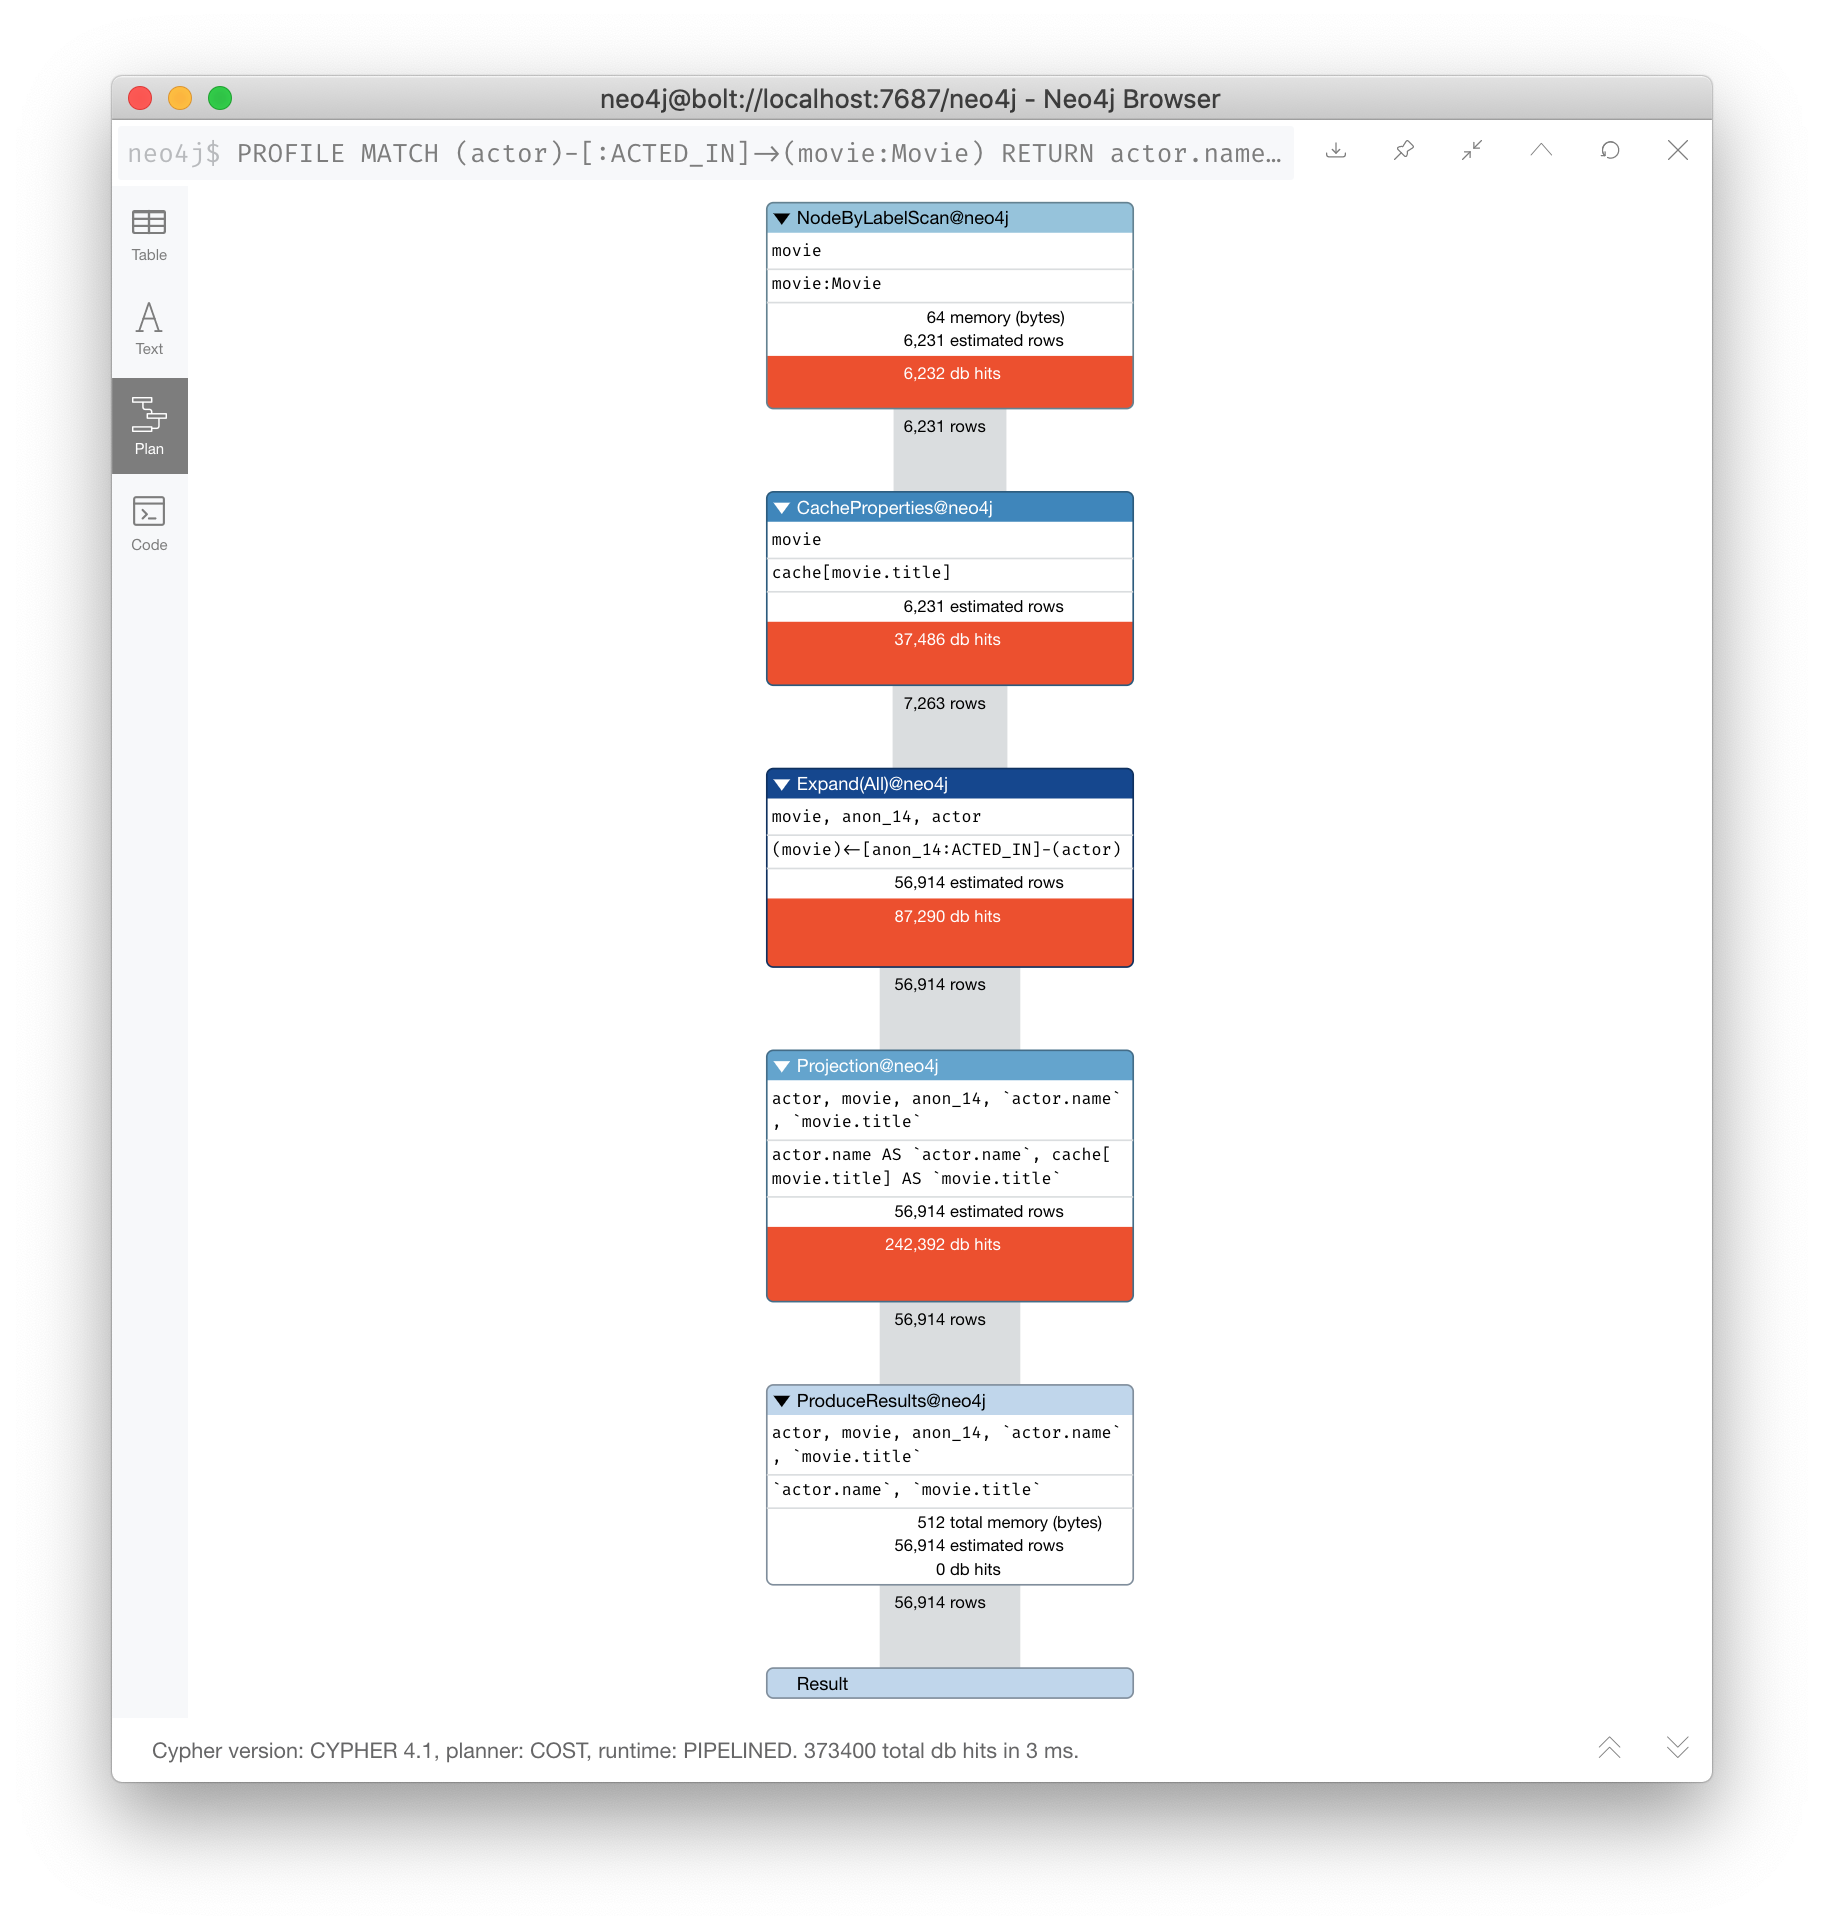 neo4j@bolt://localhost:7687/neo4j - Neo4j Browser
neo4j$ PROFILE MATCH (actor)-[:ACTED_IN]→(movie:Movie) RETURN actor.name…
Table
Text
Plan
Code
NodeByLabelScan@neo4j
movie
movie:Movie
64 memory (bytes)
6,231 estimated rows
6,232 db hits
6,231 rows
CacheProperties@neo4j
movie
cache[movie.title]
6,231 estimated rows
37,486 db hits
7,263 rows
Expand(All)@neo4j
movie, anon_14, actor
(movie)←[anon_14:ACTED_IN]-(actor)
56,914 estimated rows
87,290 db hits
56,914 rows
Projection@neo4j
actor, movie, anon_14, `actor.name`
, `movie.title`
actor.name AS `actor.name`, cache[
movie.title] AS `movie.title`
56,914 estimated rows
242,392 db hits
56,914 rows
ProduceResults@neo4j
actor, movie, anon_14, `actor.name`
, `movie.title`
`actor.name`, `movie.title`
512 total memory (bytes)
56,914 estimated rows
0 db hits
56,914 rows
Result
Cypher version: CYPHER 4.1, planner: COST, runtime: PIPELINED. 373400 total db hits in 3 ms.